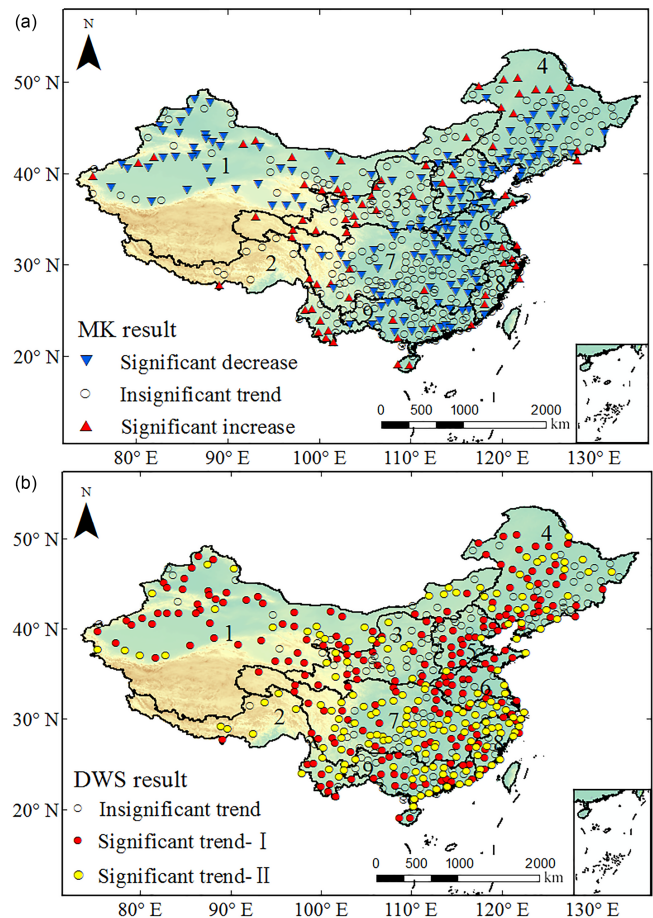 (a)
N
50° N
40° N
30° N
20° N
1
2
3
4
6
7
8
9
MK result
Significant decrease
Insignificant trend
Significant increase
0 500 1000 2000
km
80° E 90° E 100° E 110° E 120° E 130° E
(b)
N
50° N
40° N
30° N
20° N
1
2
3
4
7
9
DWS result
Insignificant trend
Significant trend- I
Significant trend- II
0 500 1000 2000
km
80° E 90° E 100° E 110° E 120° E 130° E